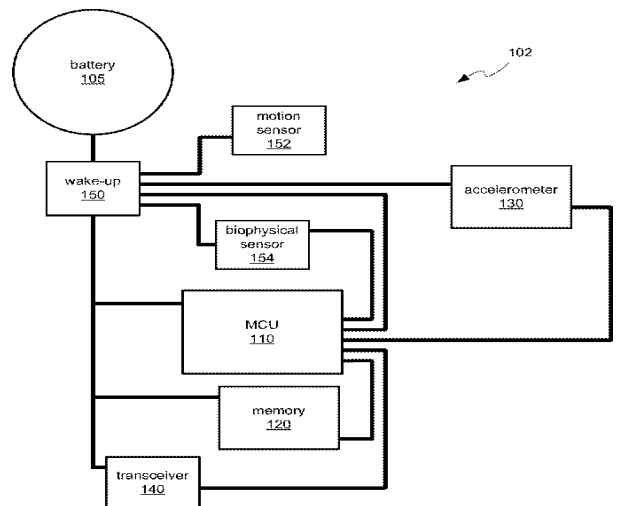 battery
105
102
motion
sensor
152
wake-up
150
accelerometer
130
biophysical
sensor
154
MCU
110
memory
120
transceiver
140